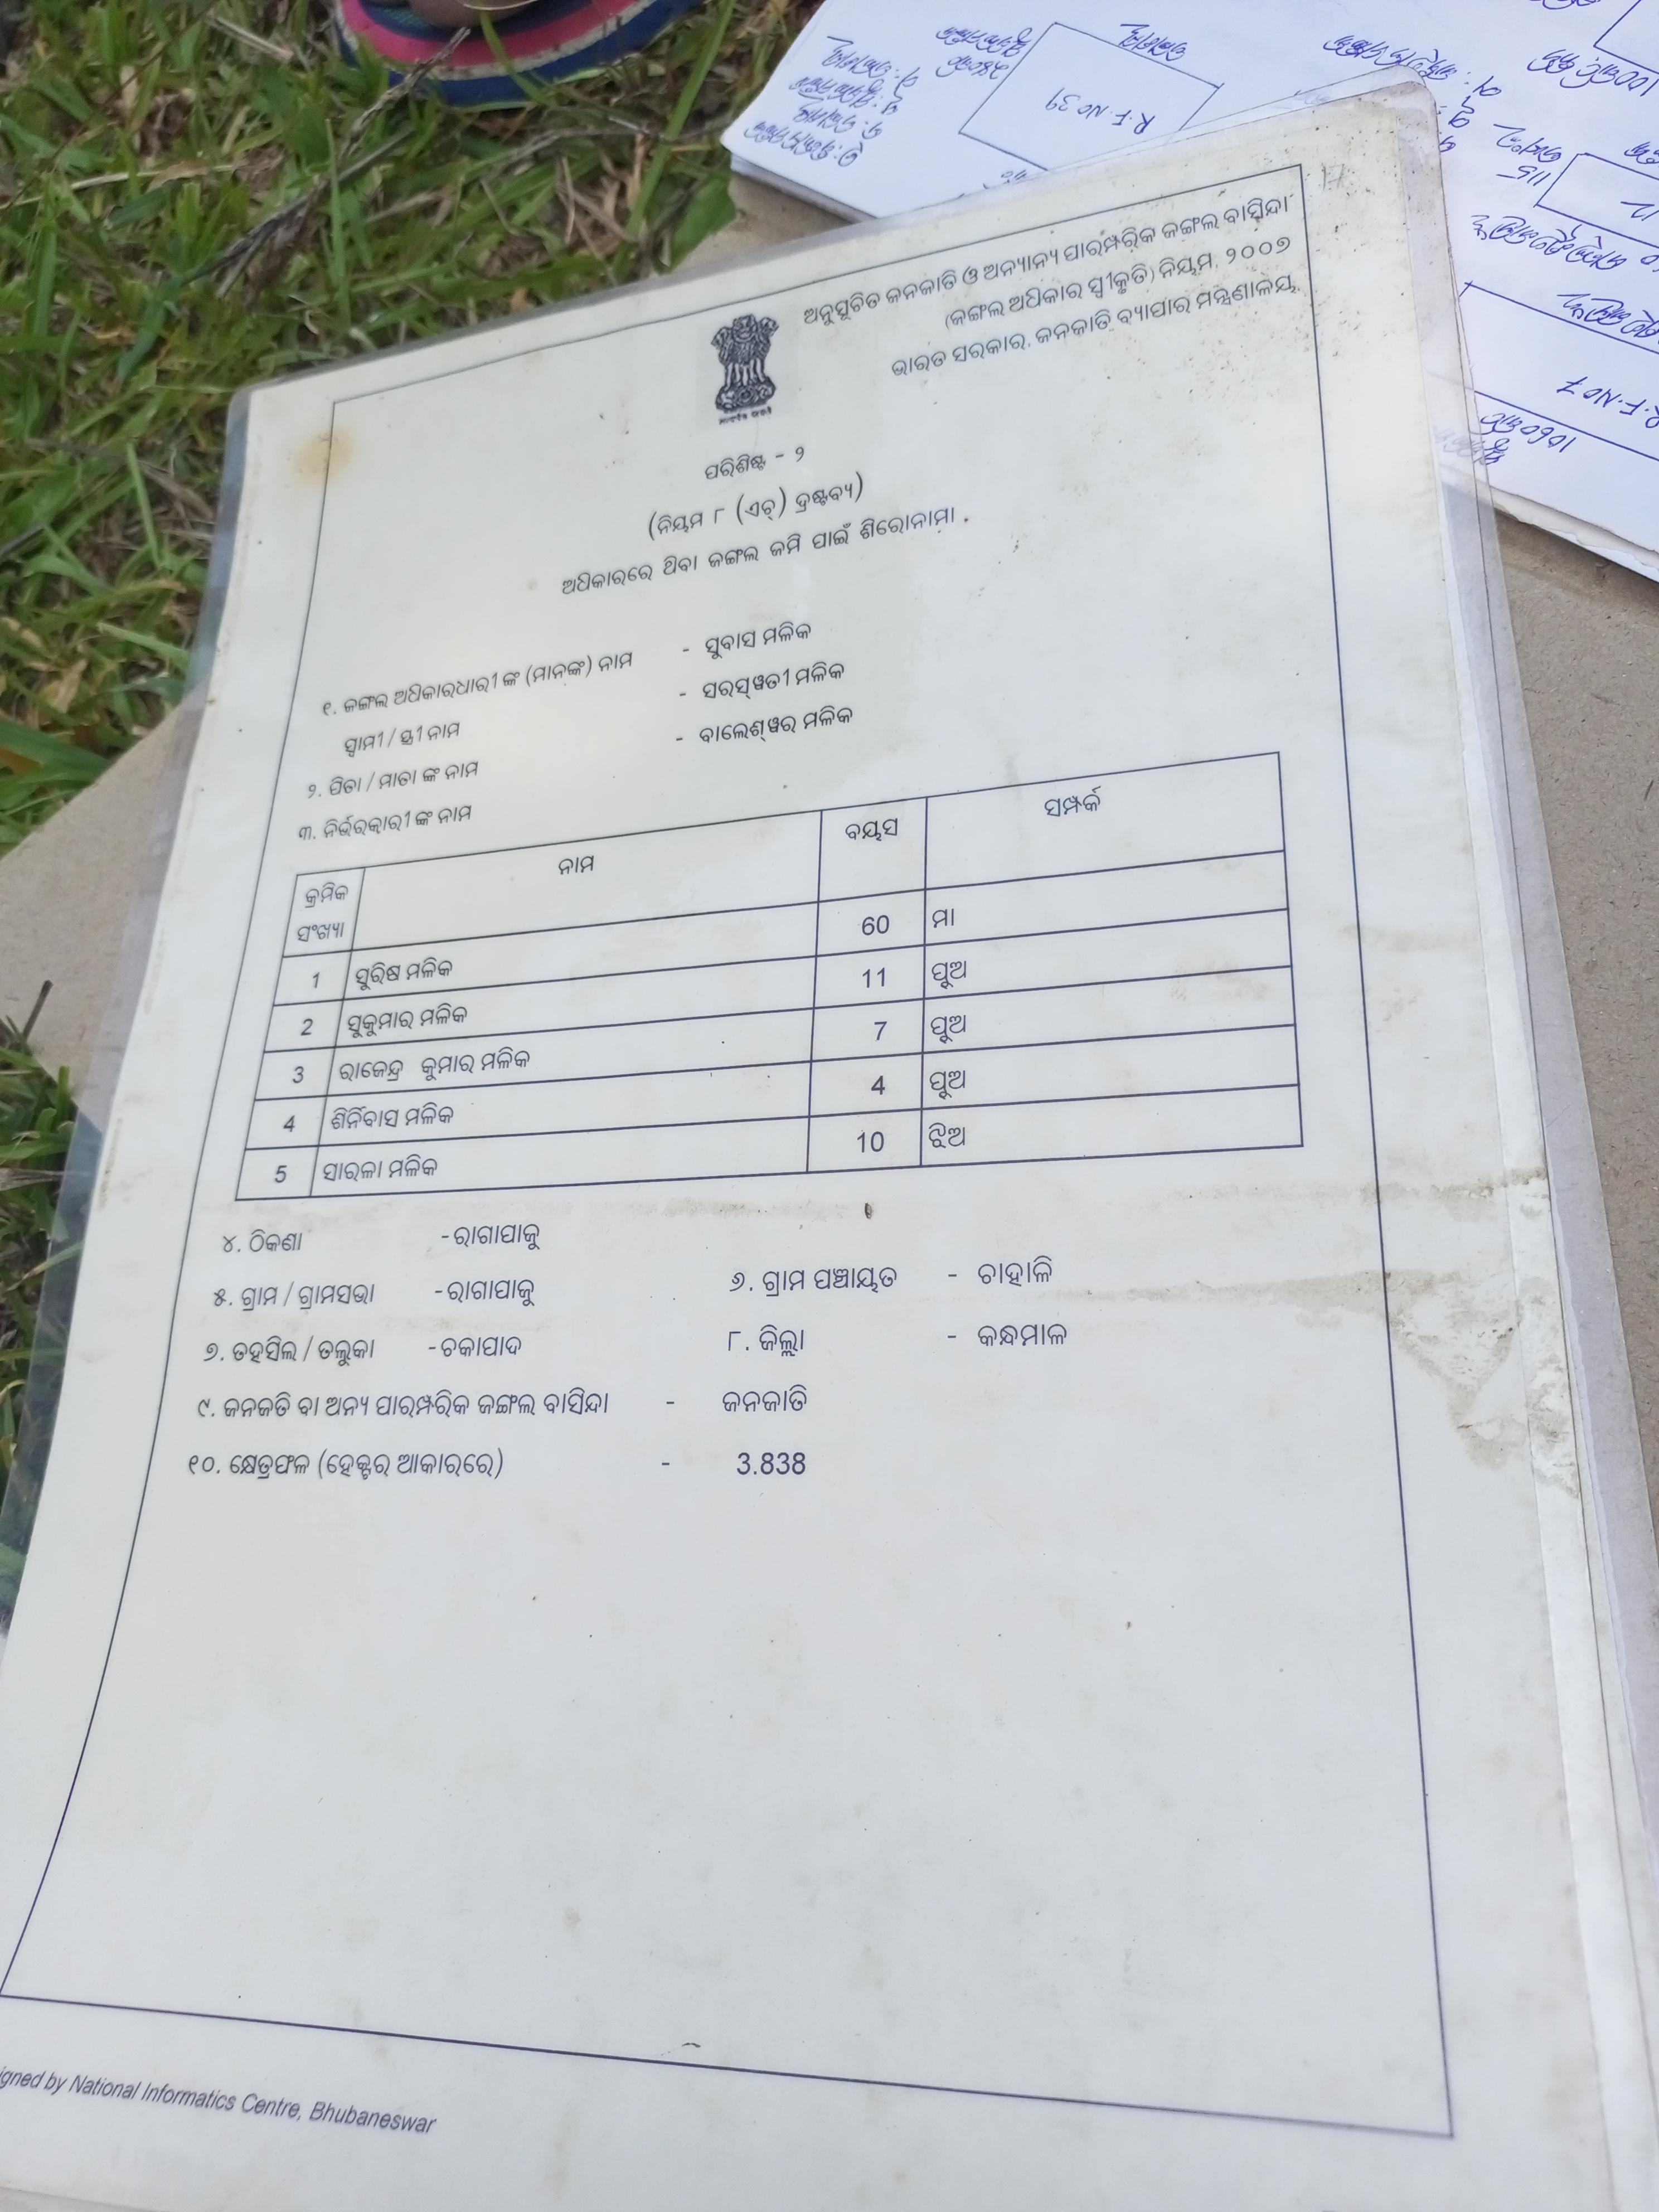 ଅନୁସୂଚିତ ଜନଜାତି ଓ ଅନ୍ୟାନ୍ୟ ପାରମ୍ପରିକ ଜଙ୍ଗଲ ବାସିନ୍ଦା
(ଜଙ୍ଗଲ ଅଧିକାର ସ୍ୱୀକୃତି) ନିୟମ, ୨୦୦୭
ଭାରତ ସରକାର, ଜନଜାତି ବ୍ୟାପାର ମନ୍ତ୍ରଣାଳୟ
ପରିଶିଷ୍ଟ - ୨
(ନିୟମ ୮ (ଏଚ୍) ଦ୍ରଷ୍ଟବ୍ୟ)
ଅଧିକାରରେ ଥିବା ଜଙ୍ଗଲ ଜମି ପାଇଁ ଶିରୋନାମା .
୧. ଜଙ୍ଗଲ ଅଧିକାରଧାରୀ ଙ୍କ (ମାନଙ୍କ) ନାମ - ସୁବାସ ମଳିକ
ସ୍ୱାମୀ / ସ୍ତ୍ରୀ ନାମ - ସରସ୍ୱତୀ ମଳିକ
୨. ପିତା / ମାତା ଙ୍କ ନାମ - ବାଲେଶ୍ୱର ମଳିକ
୩. ନିର୍ଭରକାରୀ ଙ୍କ ନାମ
କ୍ରମିକ ସଂଖ୍ୟା ନାମ ବୟସ ସମ୍ପର୍କ
1 ସୁରିଷ ମଳିକ 60 ମା
2 ସୁକୁମାର ମଳିକ 11 ପୁଅ
3 ରାଜେନ୍ଦ୍ର କୁମାର ମଳିକ 7 ପୁଅ
4 ଶିର୍ନିବାସ ମଳିକ 4 ପୁଅ
5 ସାରଳା ମଳିକ 10 ଝିଅ
୪. ଠିକଣା - ରାଗାପାଜୁ
୫. ଗ୍ରାମ / ଗ୍ରାମସଭା - ରାଗାପାଜୁ ୬. ଗ୍ରାମ ପଞ୍ଚାୟତ - ଚାହାଳି
୭. ତହସିଲ / ତଲୁକା - ଚକାପାଦ ୮. ଜିଲ୍ଲା - କନ୍ଧମାଳ
୯. ଜନଜତି ବା ଅନ୍ୟ ପାରମ୍ପରିକ ଜଙ୍ଗଲ ବାସିନ୍ଦା - ଜନଜାତି
୧୦. କ୍ଷେତ୍ରଫଳ (ହେକ୍ଟର ଆକାରରେ) - 3.838
igned by National Informatics Centre, Bhubaneswar
R.F. No 39
R.F. No 7
115